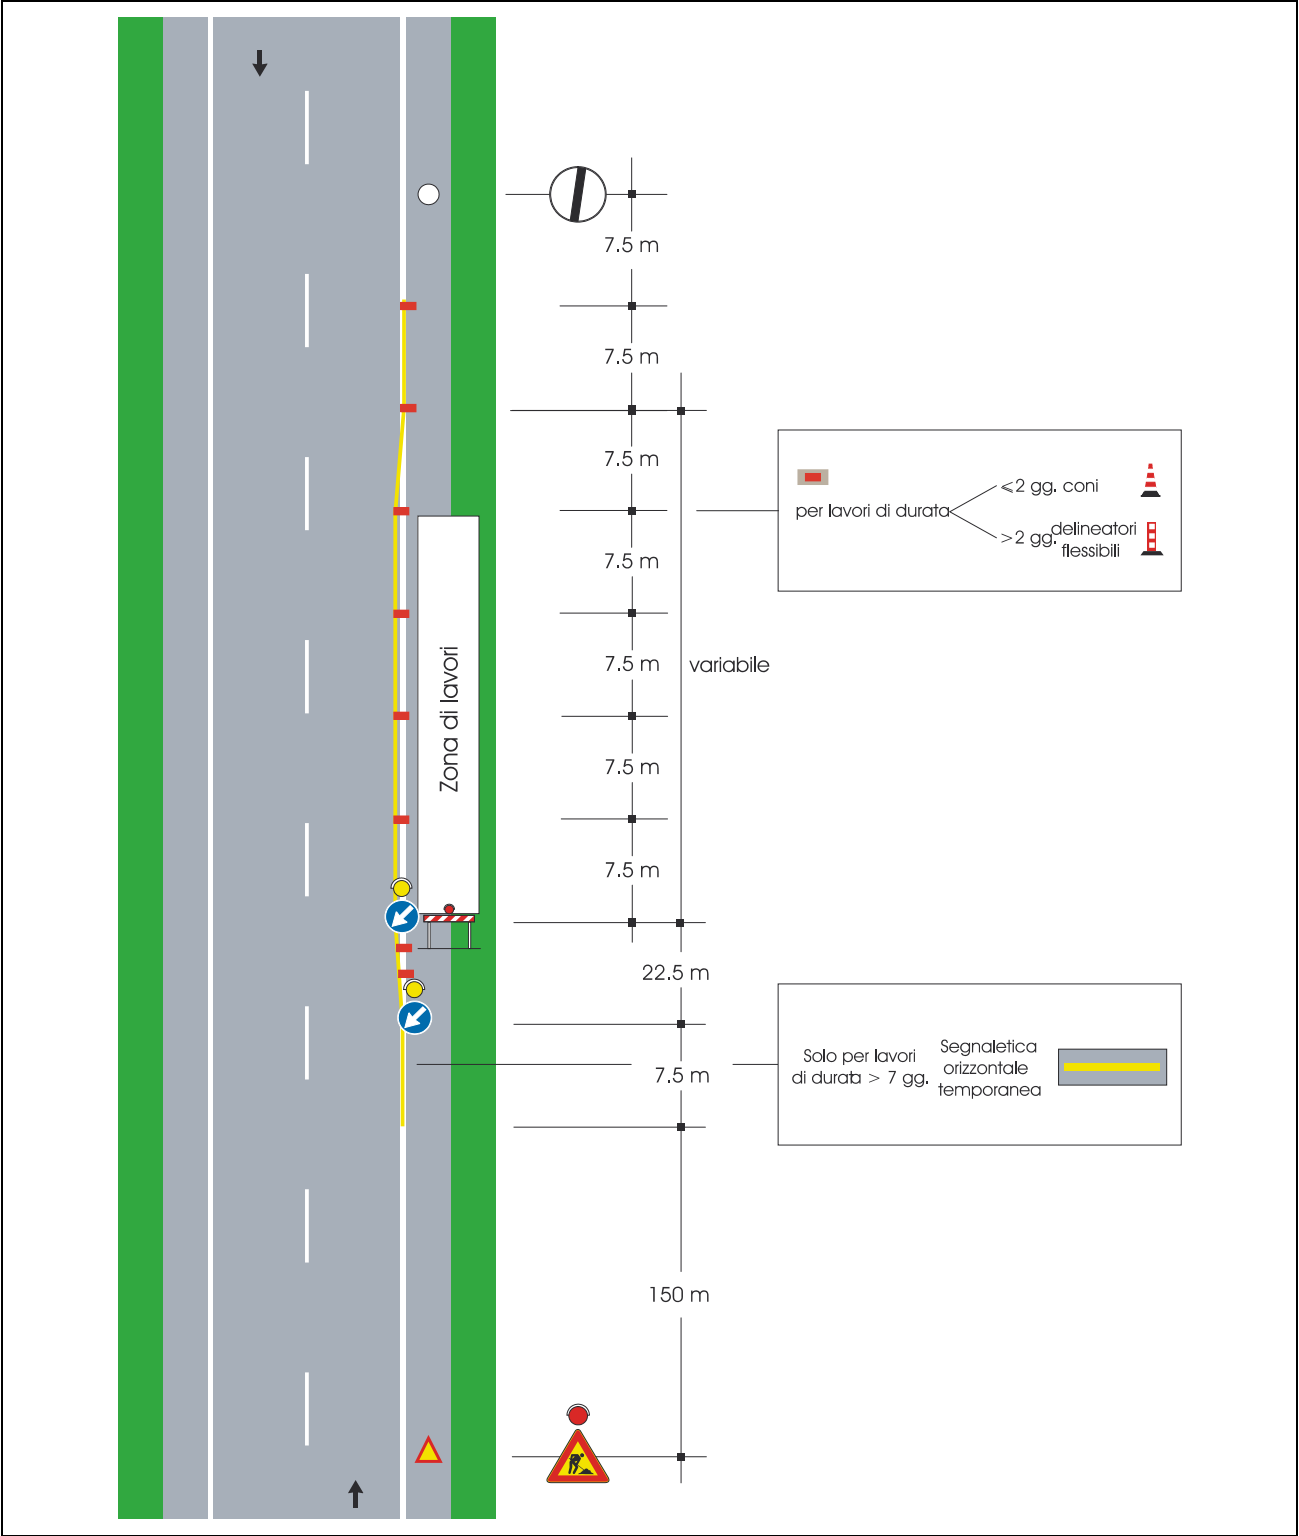 7.5 m
7.5 m
7.5 m
≤2 gg. coni
per lavori di durata
>2 gg. delineatori
flessibili
7.5 m
7.5 m
variabile
Zona di lavori
7.5 m
7.5 m
22.5 m
Solo per lavori
di durata > 7 gg.
Segnaletica
orizzontale
temporanea
7.5 m
150 m